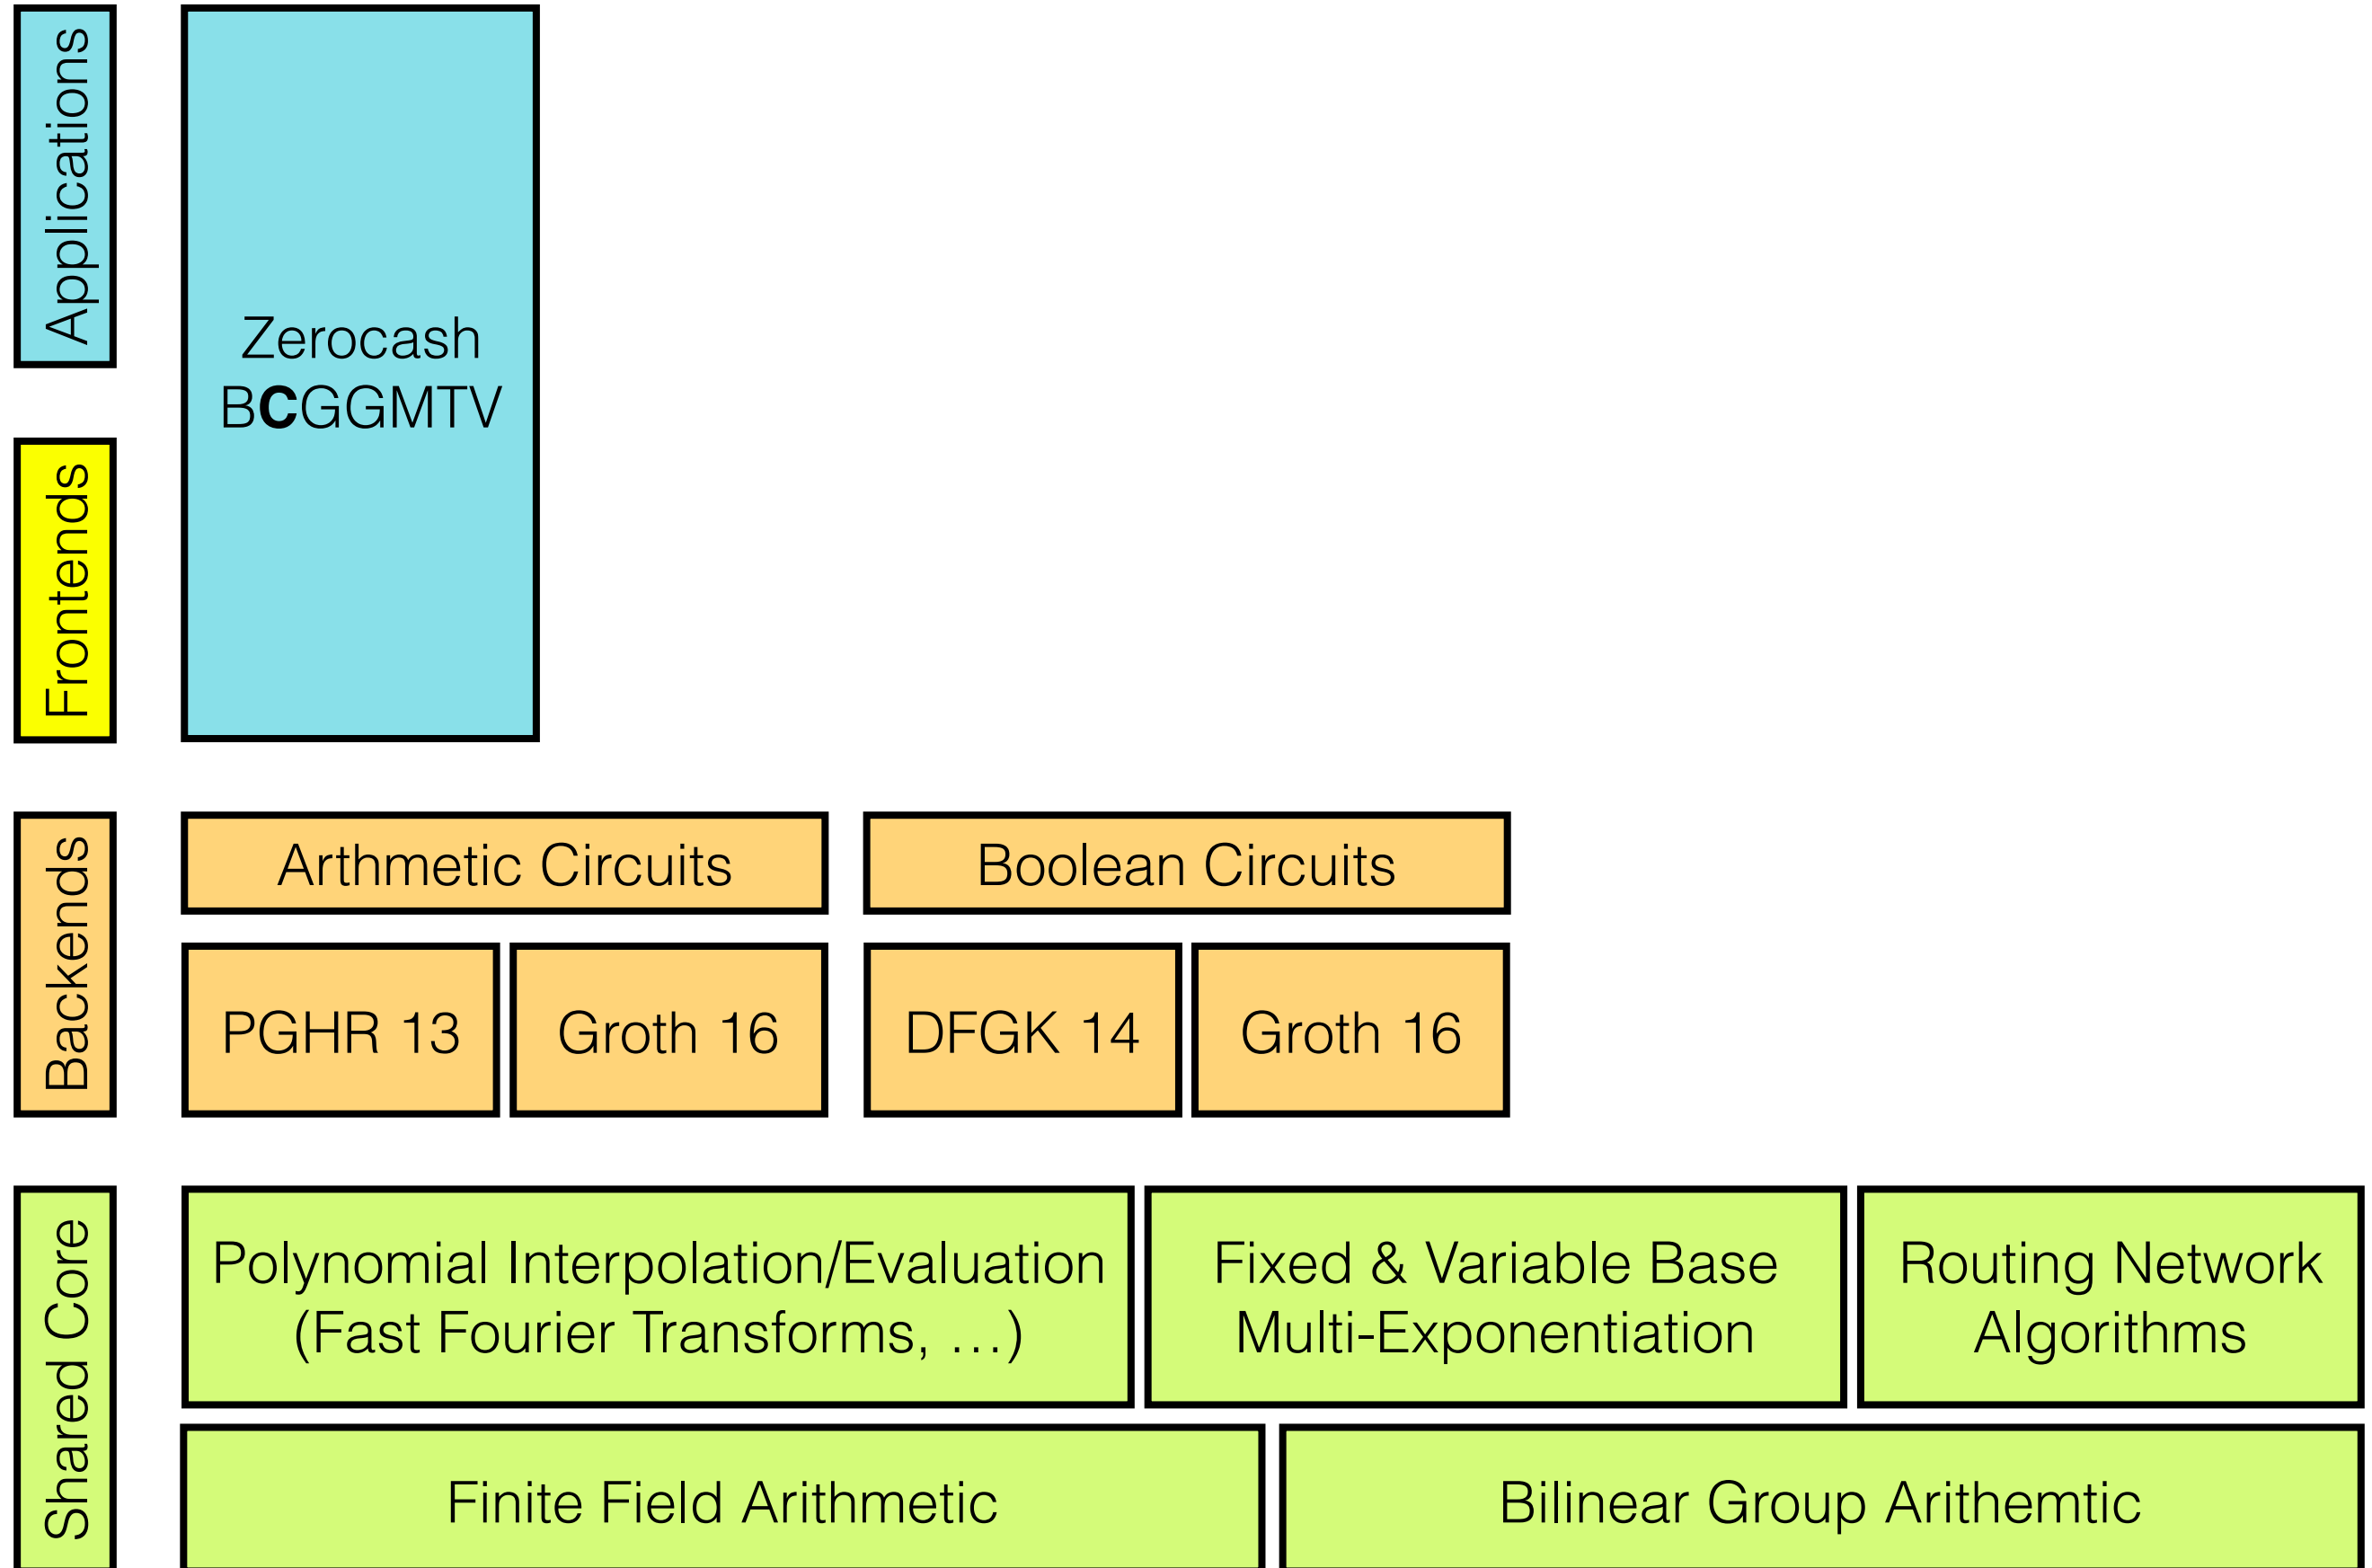 Applications
Zerocash
BCGGMTV
Frontends
Backends
Arthmetic Circuits
Boolean Circuits
PGHR 13
Groth 16
DFGK 14
Groth 16
Shared Core
Polynomial Interpolation/Evaluation
(Fast Fourier Transforms, …)
Fixed & Variable Base
Multi-Exponentiation
Routing Network
Algorithms
Finite Field Arithmetic
Bilinear Group Arithemtic